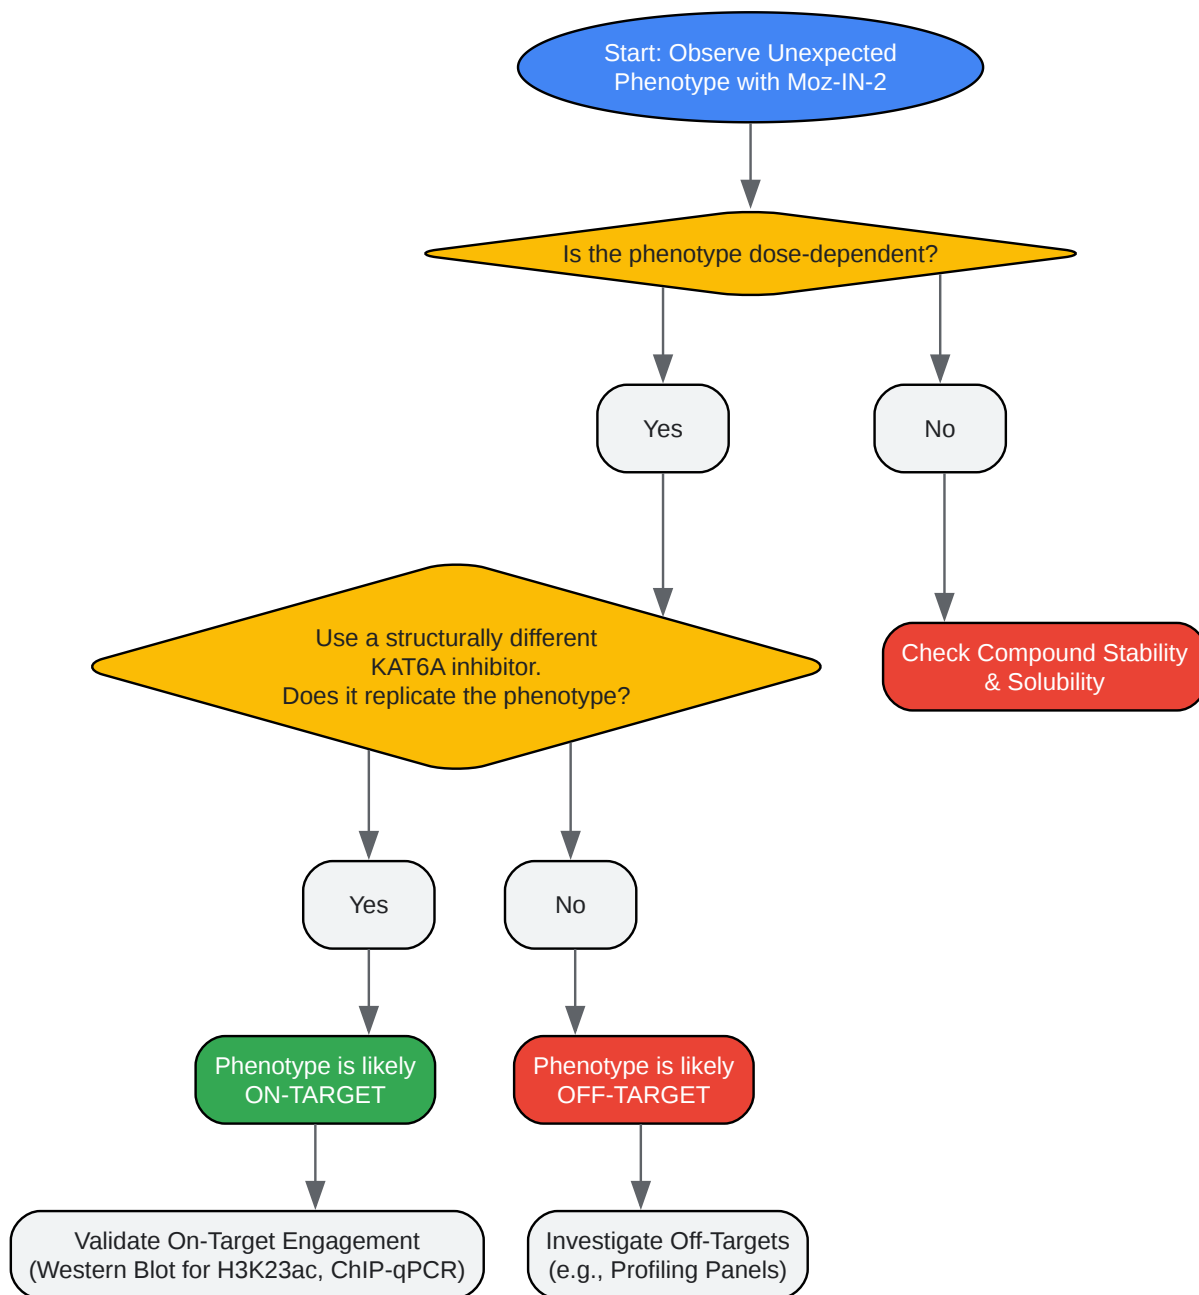 Start: Observe Unexpected
Phenotype with Moz-IN-2
Is the phenotype dose-dependent?
Yes
No
Use a structurally different
KAT6A inhibitor.
Does it replicate the phenotype?
Check Compound Stability
& Solubility
Yes
No
Phenotype is likely
ON-TARGET
Phenotype is likely
OFF-TARGET
Validate On-Target Engagement
(Western Blot for H3K23ac, ChIP-qPCR)
Investigate Off-Targets
(e.g., Profiling Panels)